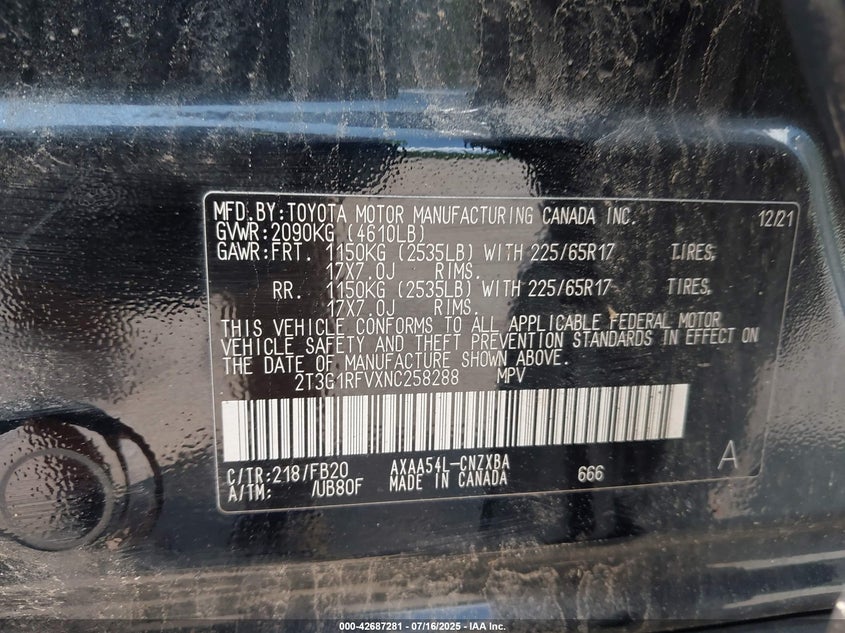 MFD.BY:TOYOTA MOTOR MANUFACTURING CANADA INC. 12/21
GVWR:2090KG (4610LB)
GAWR:FRT. 1150KG (2535LB) WITH 225/65R17 TIRES,
17X7.0J RIMS.
RR. 1150KG (2535LB) WITH 225/65R17 TIRES,
17X7.0J RIMS.
THIS VEHICLE CONFORMS TO ALL APPLICABLE FEDERAL MOTOR
VEHICLE SAFETY AND THEFT PREVENTION STANDARDS IN EFFECT ON
THE DATE OF MANUFACTURE SHOWN ABOVE.
2T3G1RFVXNC258288 MPV
C/TR:218/FB20 AXAA54L-CNZXBA 666 A
A/TM: /UB80F MADE IN CANADA
000-42687281 - 07/16/2025 - IAA Inc.